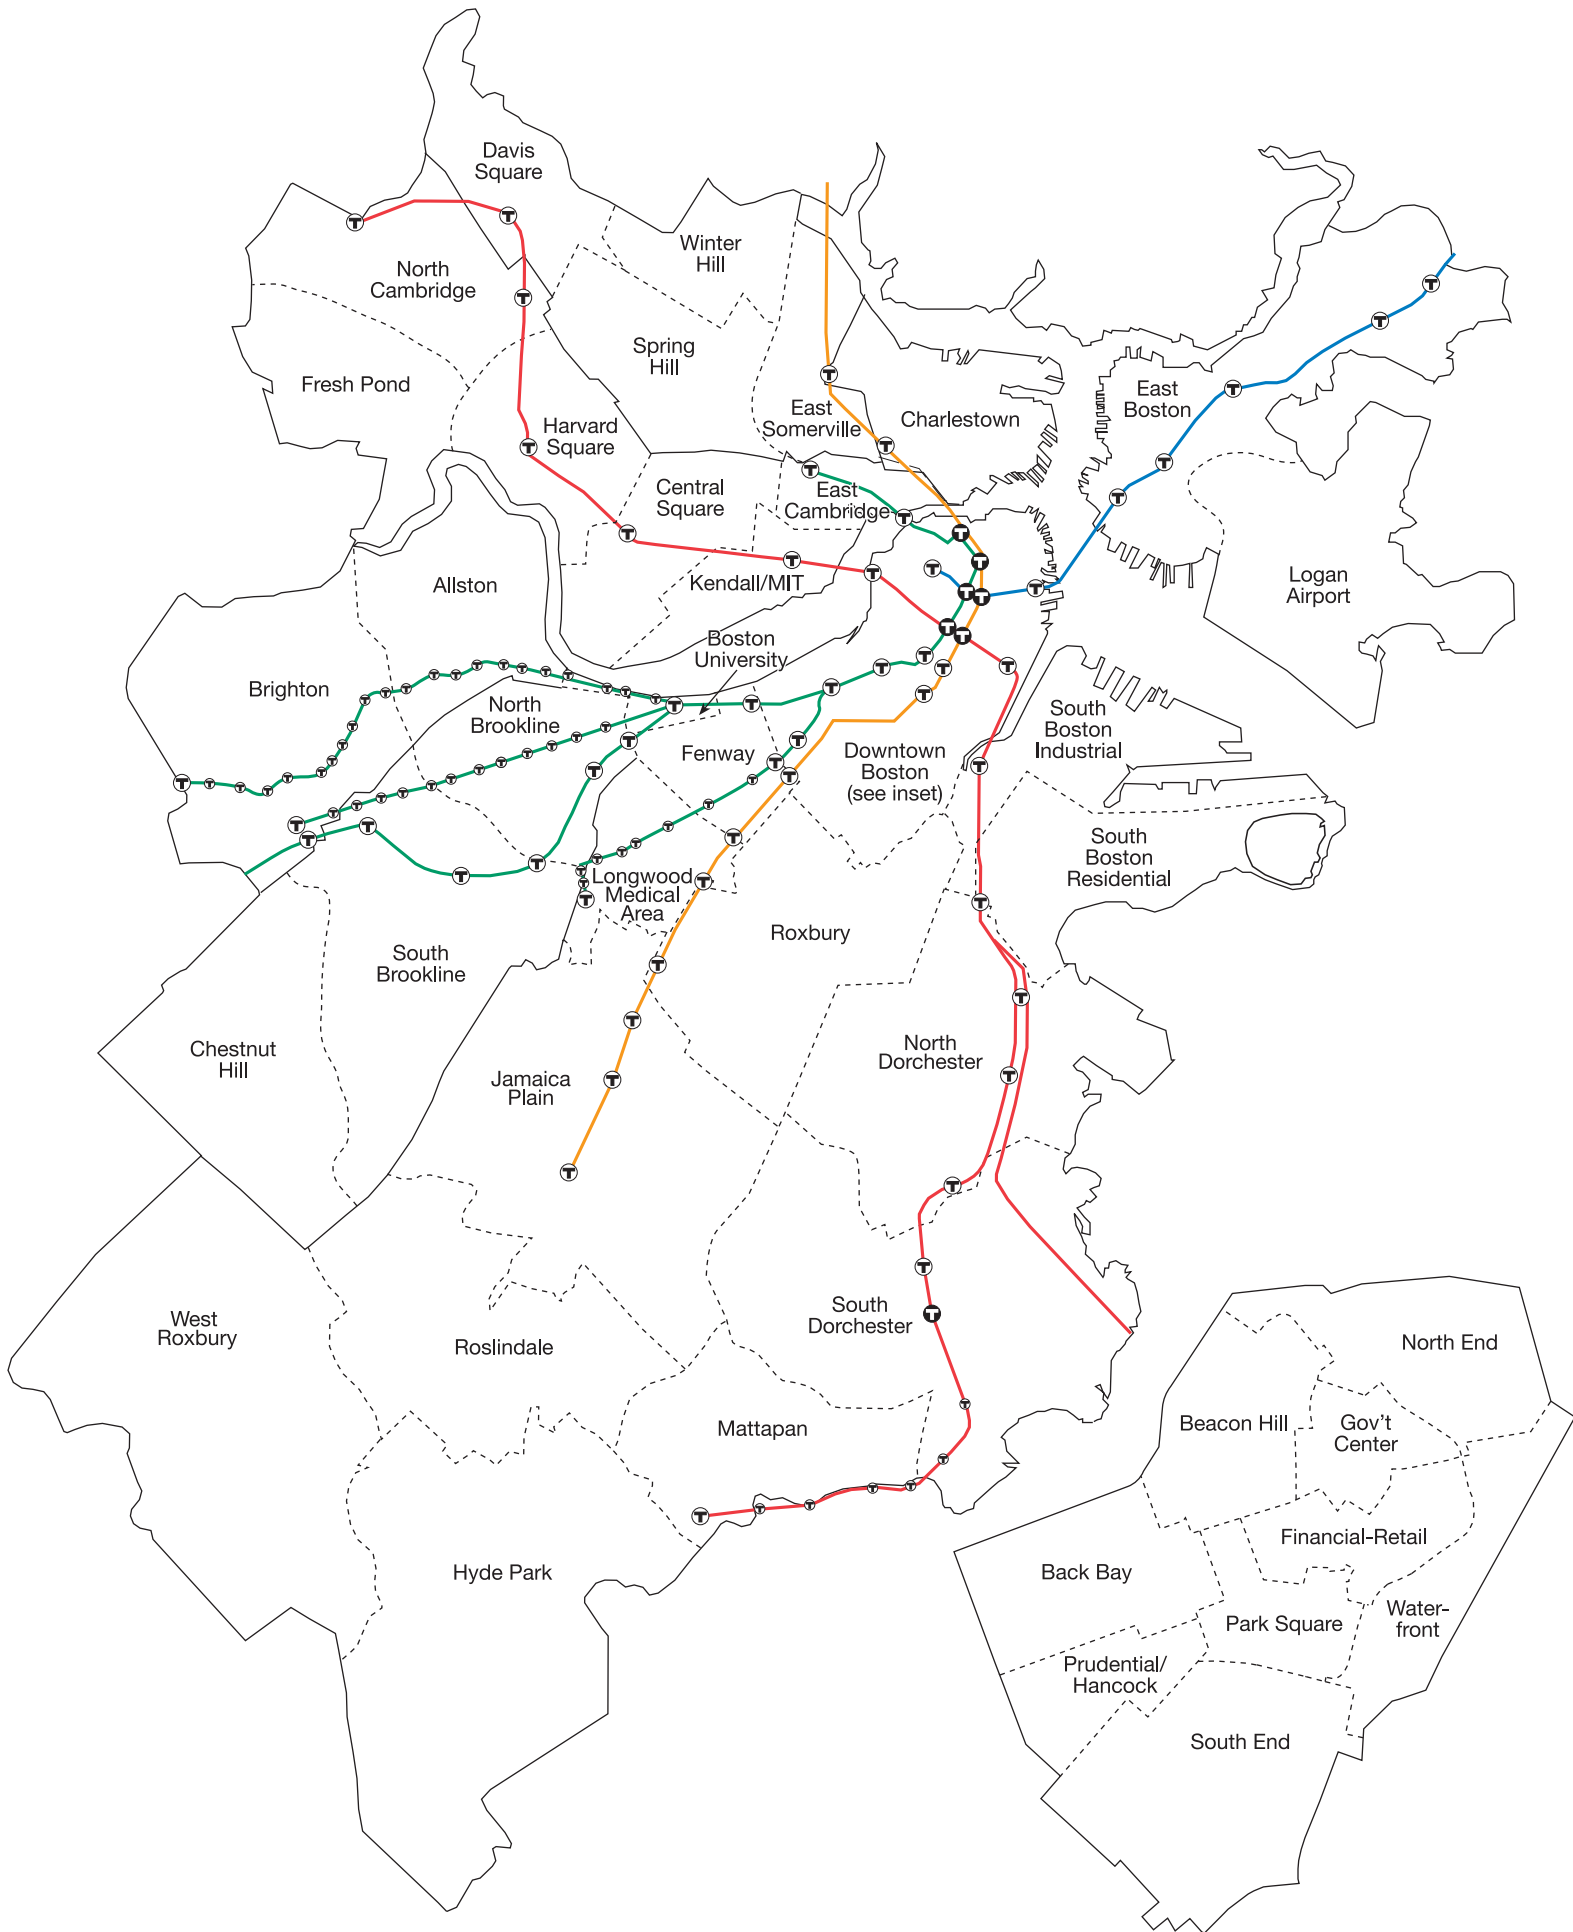 Davis
Square
Winter
Hill
North
Cambridge
Spring
Hill
Fresh Pond
East
Boston
East
Somerville
Charlestown
Harvard
Square
Central
Square
East
Cambridge
Allston
Kendall/MIT
Logan
Airport
Boston
University
Brighton
North
Brookline
South
Boston
Industrial
Fenway
Downtown
Boston
(see inset)
South
Boston
Residential
Longwood
Medical
Area
Roxbury
South
Brookline
Chestnut
Hill
Jamaica
Plain
North
Dorchester
West
Roxbury
Roslindale
South
Dorchester
Mattapan
Hyde Park
North End
Beacon Hill
Gov't
Center
Financial-Retail
Back Bay
Park Square
Water-
front
Prudential/
Hancock
South End